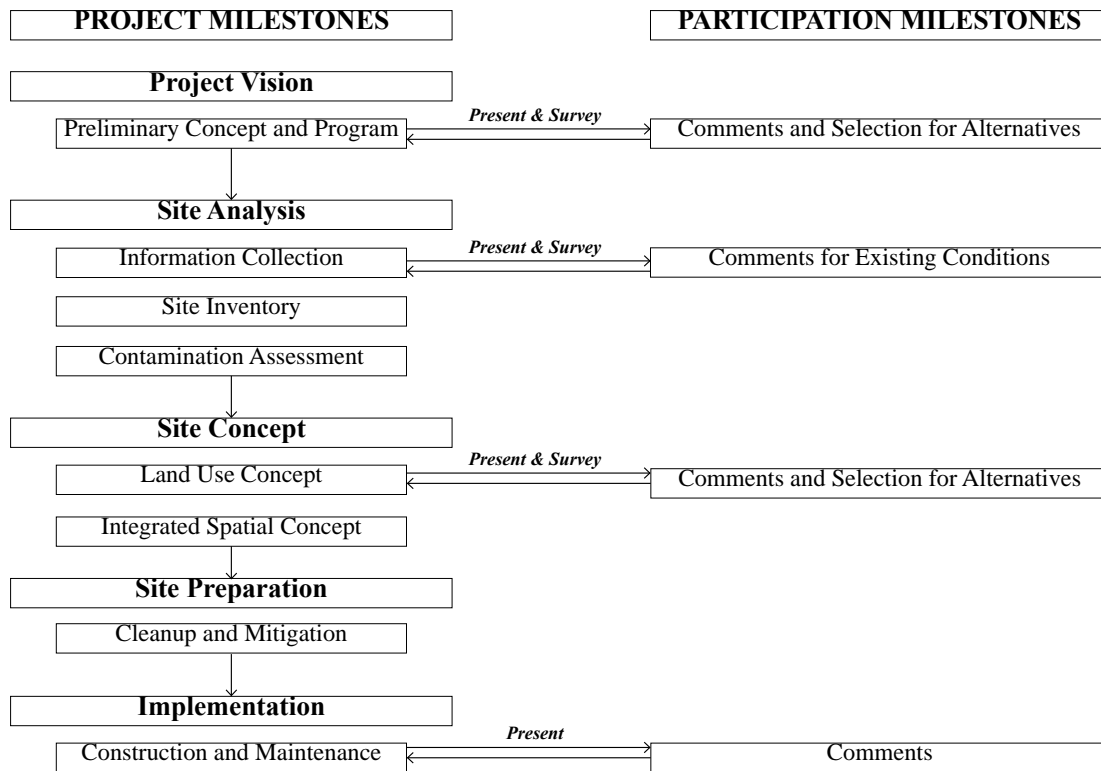 PROJECT MILESTONES
PARTICIPATION MILESTONES
Project Vision
Preliminary Concept and Program
Present & Survey
Comments and Selection for Alternatives
Site Analysis
Information Collection
Present & Survey
Comments for Existing Conditions
Site Inventory
Contamination Assessment
Site Concept
Land Use Concept
Present & Survey
Comments and Selection for Alternatives
Integrated Spatial Concept
Site Preparation
Cleanup and Mitigation
Implementation
Construction and Maintenance
Present
Comments